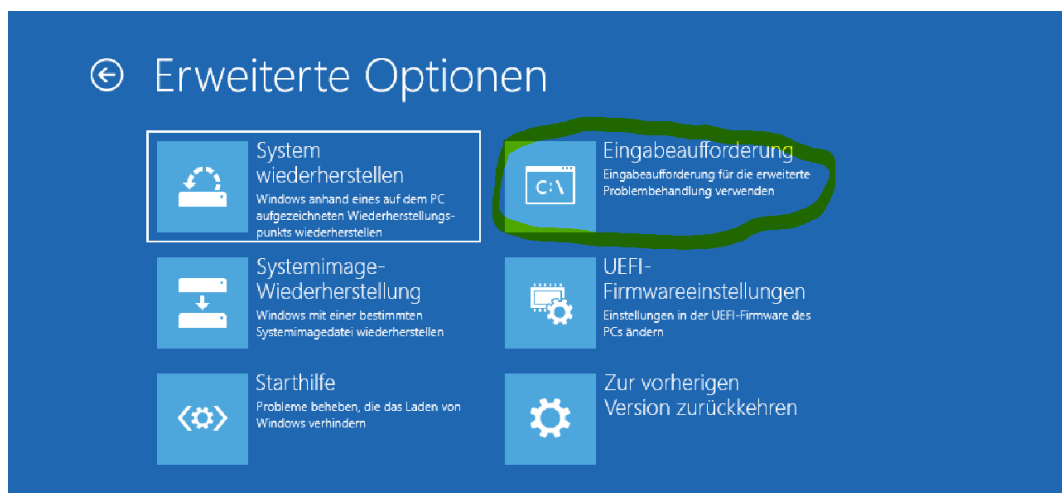 Erweiterte Optionen
System
wiederherstellen
Windows anhand eines auf dem PC
aufgezeichneten Wiederherstellungs-
punkts wiederherstellen
C:\
Eingabeaufforderung
Eingabeaufforderung für die erweiterte
Problembehandlung verwenden
Systemimage-
Wiederherstellung
Windows mit einer bestimmten
Systemimagedatei wiederherstellen
UEFI-
Firmwareeinstellungen
Einstellungen in der UEFI-Firmware des
PCs ändern
Starthilfe
Probleme beheben, die das Laden von
Windows verhindern
Zur vorherigen
Version zurückkehren